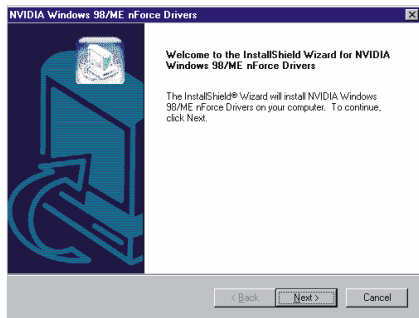 NVIDIA Windows 98/ME nForce Drivers
Welcome to the InstallShield Wizard for NVIDIA
Windows 98/ME nForce Drivers
The InstallShield® Wizard will install NVIDIA Windows
98/ME nForce Drivers on your computer. To continue,
click Next.
< Back
Next >
Cancel